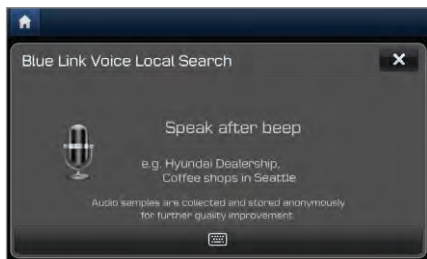 Blue Link Voice Local Search
Speak after beep
e.g. Hyundai Dealership,
Coffee shops in Seattle
Audio samples are collected and stored anonymously
for further quality improvement